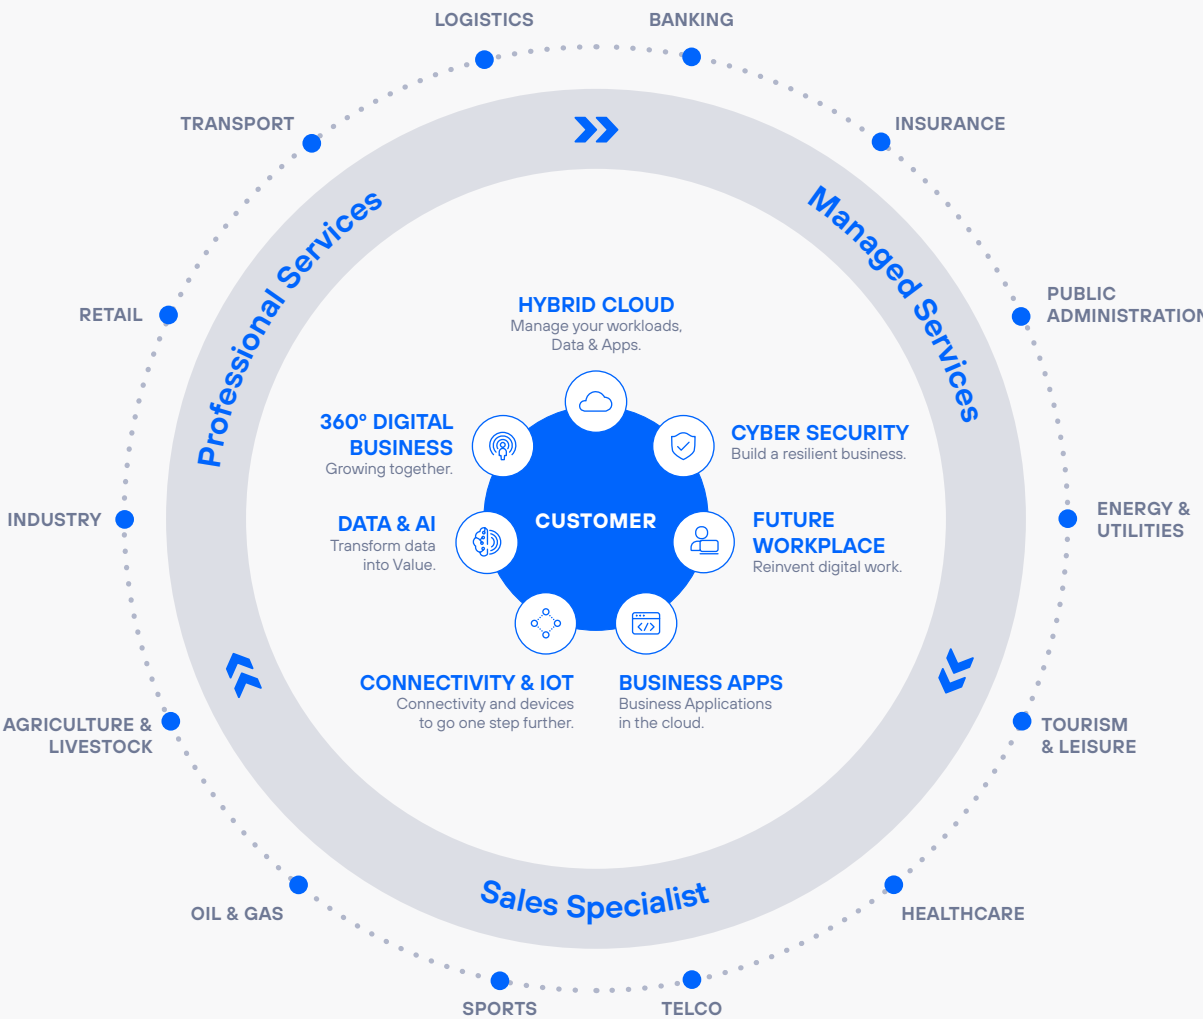 LOGISTICS
BANKING
TRANSPORT
INSURANCE
Professional Services
Managed Services
RETAIL
PUBLIC
ADMINISTRATION
HYBRID CLOUD
Manage your workloads,
Data & Apps.
360º DIGITAL
BUSINESS
Growing together.
CYBER SECURITY
Build a resilient business.
INDUSTRY
DATA & AI
Transform data
into Value.
CUSTOMER
FUTURE
WORKPLACE
Reinvent digital work.
ENERGY &
UTILITIES
CONNECTIVITY & IOT
Connectivity and devices
to go one step further.
BUSINESS APPS
Business Applications
in the cloud.
AGRICULTURE &
LIVESTOCK
TOURISM
& LEISURE
Sales Specialist
OIL & GAS
HEALTHCARE
SPORTS
TELCO